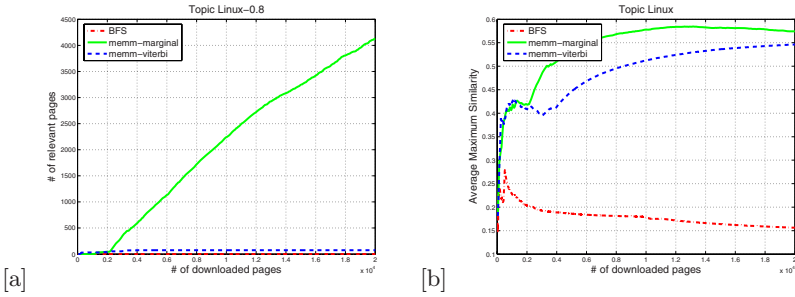 Topic Linux-0.8
BFS
memm-marginal
memm-viterbi
# of relevant pages
4500
4000
3500
3000
2500
2000
1500
1000
500
0
0 0.2 0.4 0.6 0.8 1 1.2 1.4 1.6 1.8 2
x 10^4
# of downloaded pages
[a]
Topic Linux
BFS
memm-marginal
memm-viterbi
Average Maximum Similarity
0.6
0.55
0.5
0.45
0.4
0.35
0.3
0.25
0.2
0.15
0.1
0 0.2 0.4 0.6 0.8 1 1.2 1.4 1.6 1.8 2
x 10^4
# of downloaded pages
[b]